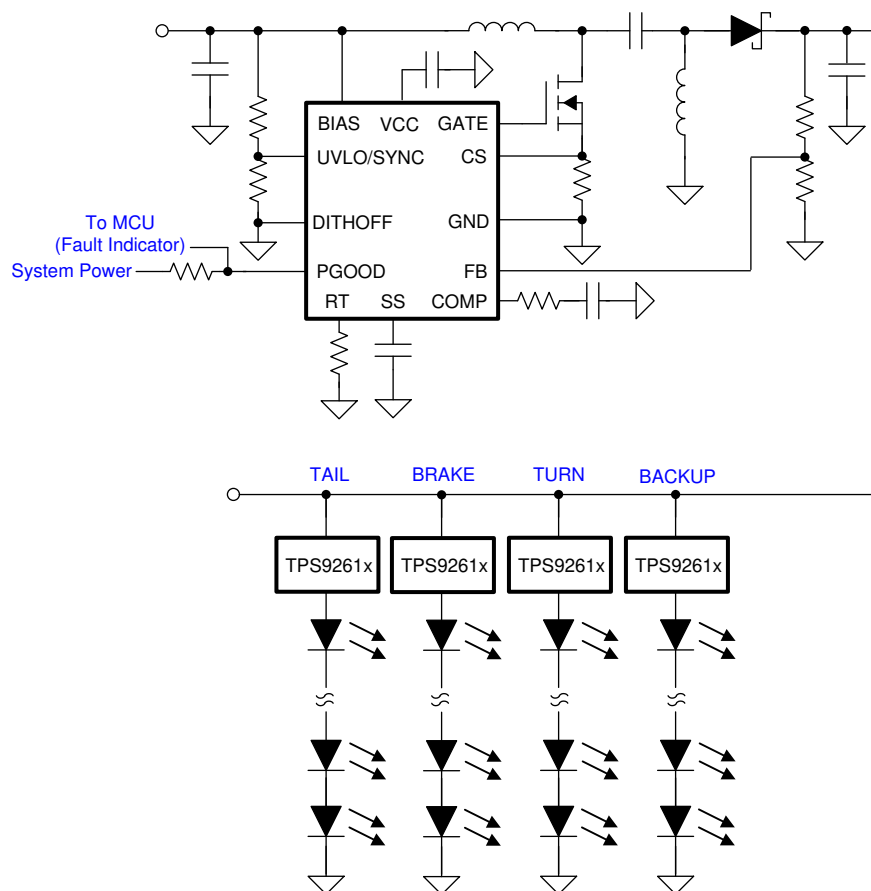 BIAS VCC GATE
UVLO/SYNC CS
To MCU
(Fault Indicator)
DITHOFF GND
System Power
PGOOD FB
RT SS COMP
TAIL BRAKE TURN BACKUP
TPS9261x TPS9261x TPS9261x TPS9261x